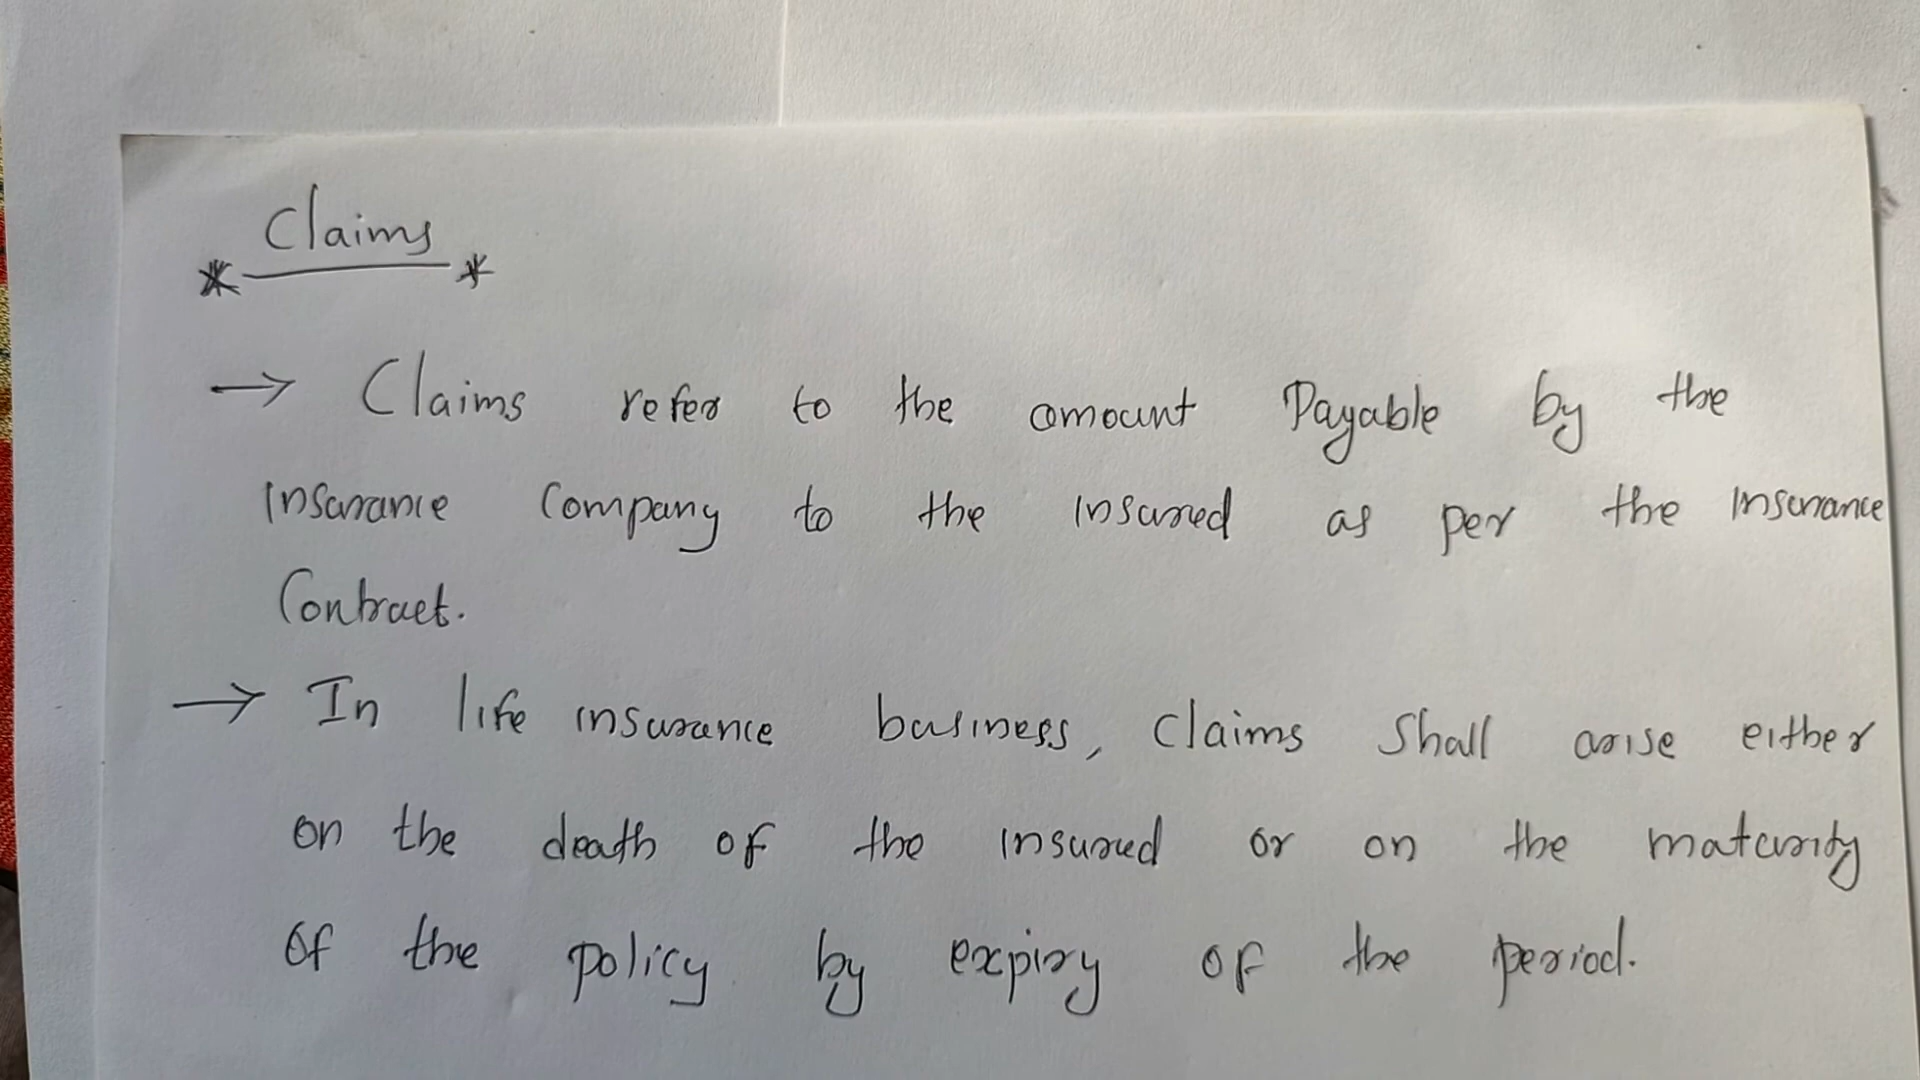 Claims
* *
→ Claims refer to the amount Payable by the
Insurance Company to the Insured as per the Insurance
Contract.
→ In life insurance business, Claims Shall arise either
on the death of the insured or on the maturity
of the policy by expiry of the period.